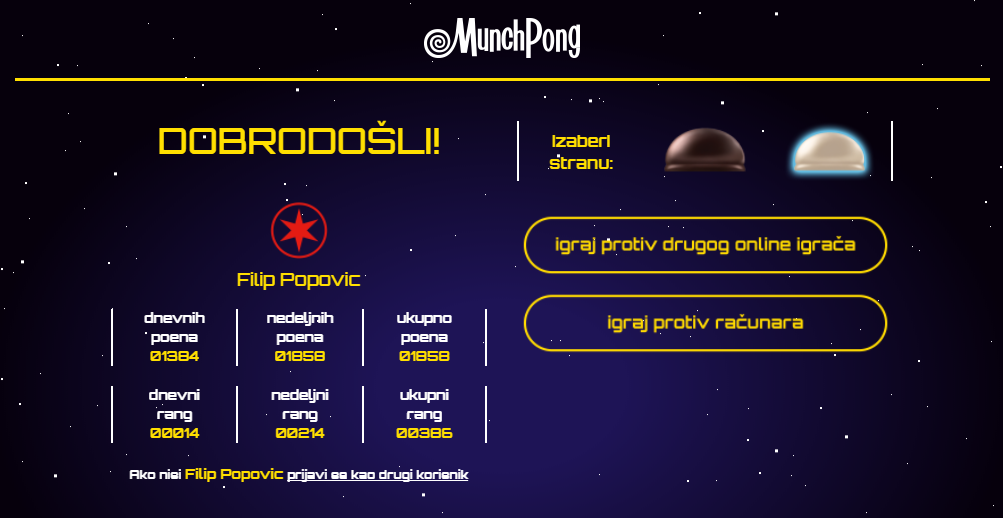 MunchPong
DOBRODOŠLI!
Filip Popovic
dnevnih
poena
01384
nedeljnih
poena
01858
ukupno
poena
01858
dnevni
rang
00014
nedeljni
rang
00214
ukupni
rang
00386
Ako nisi Filip Popovic prijavi se kao drugi korisnik
Izaberi
stranu:
igraj protiv drugog online igrača
igraj protiv računara